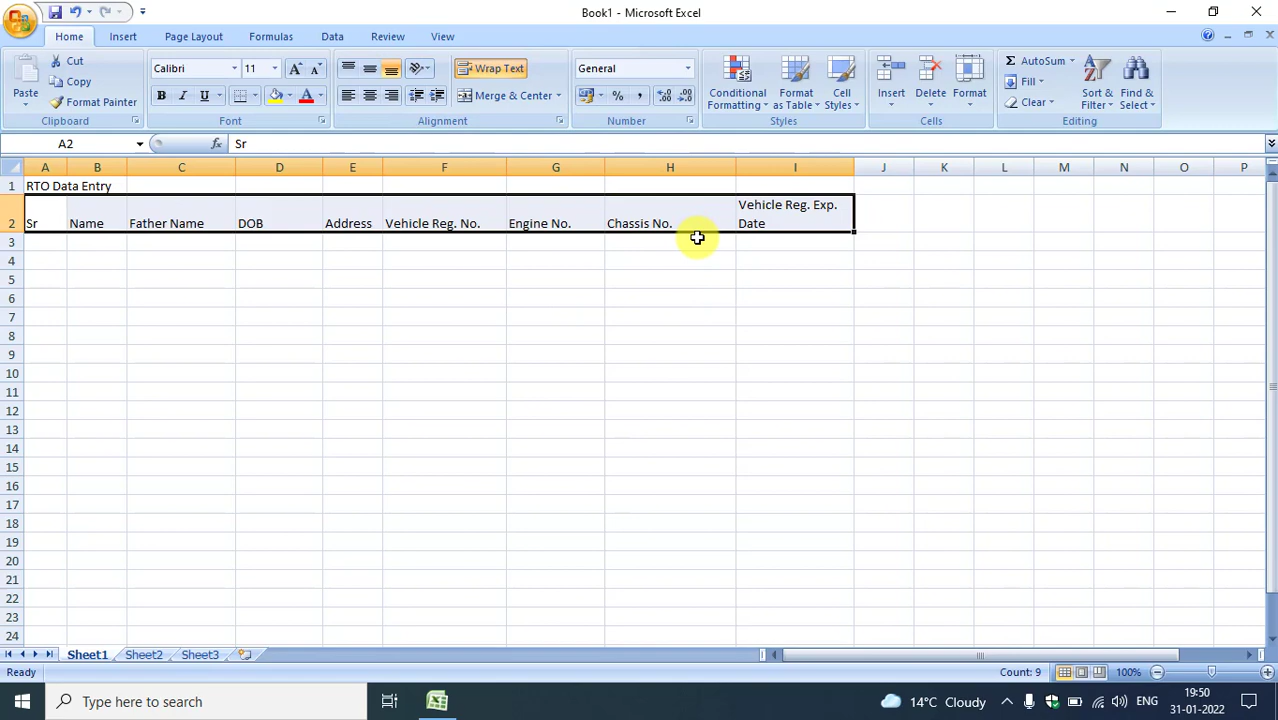 Book1 - Microsoft Excel
Home Insert Page Layout Formulas Data Review View
Paste
Cut
Copy
Format Painter
Clipboard
Calibri 11
B I U
Font
Wrap Text
Merge & Center
Alignment
General
% ,
Number
Conditional Formatting
Format as Table
Cell Styles
Styles
Insert Delete Format
Cells
Σ AutoSum
Fill
Clear
Sort & Filter
Find & Select
Editing
A2 fx Sr
A B C D E F G H I J K L M N O P
1 RTO Data Entry
2 Sr Name Father Name DOB Address Vehicle Reg. No. Engine No. Chassis No. Vehicle Reg. Exp. Date
3
4
5
6
7
8
9
10
11
12
13
14
15
16
17
18
19
20
21
22
23
24
Sheet1 Sheet2 Sheet3
Ready Count: 9 100%
Type here to search
14°C Cloudy ENG 19:50
31-01-2022